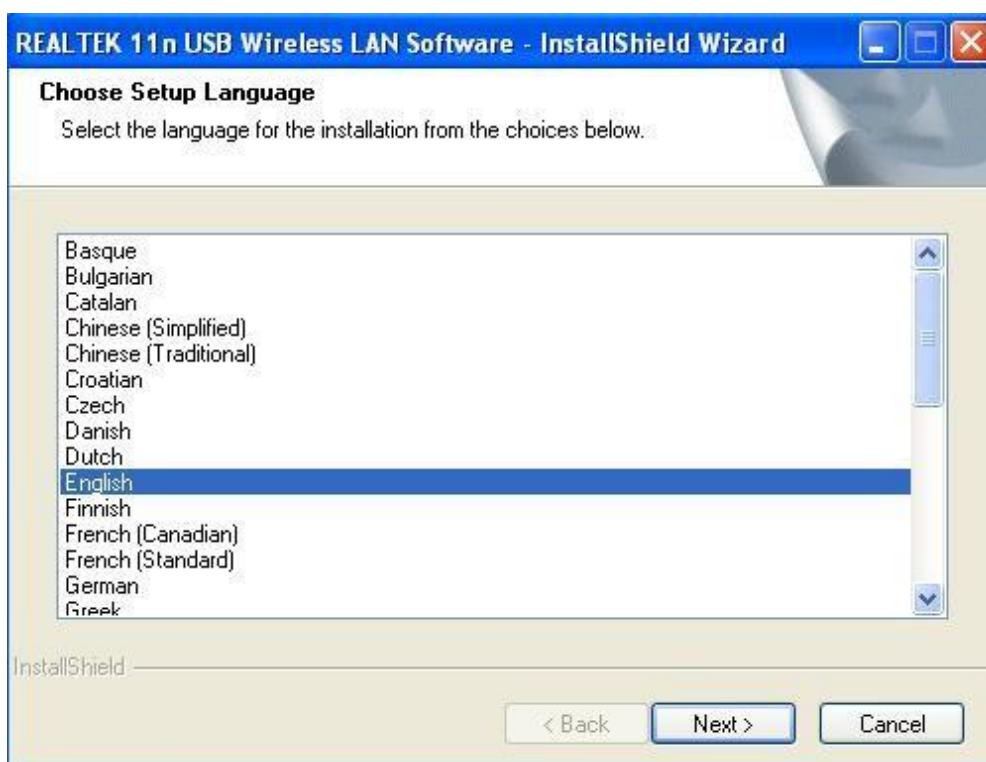 REALTEK 11n USB Wireless LAN Software - InstallShield Wizard
Choose Setup Language
Select the language for the installation from the choices below.
Basque
Bulgarian
Catalan
Chinese (Simplified)
Chinese (Traditional)
Croatian
Czech
Danish
Dutch
English
Finnish
French (Canadian)
French (Standard)
German
Greek
InstallShield
< Back Next > Cancel